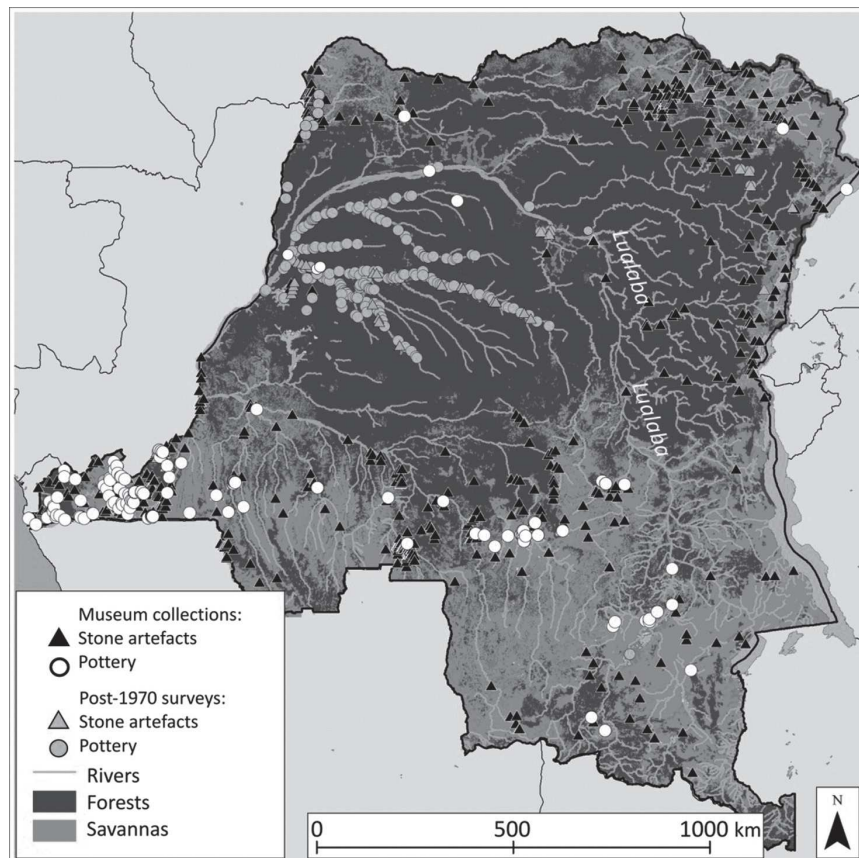 Lualaba
Lualaba
Museum collections:
Stone artefacts
Pottery
Post-1970 surveys:
Stone artefacts
Pottery
Rivers
Forests
Savannas
0 500 1000 km
N